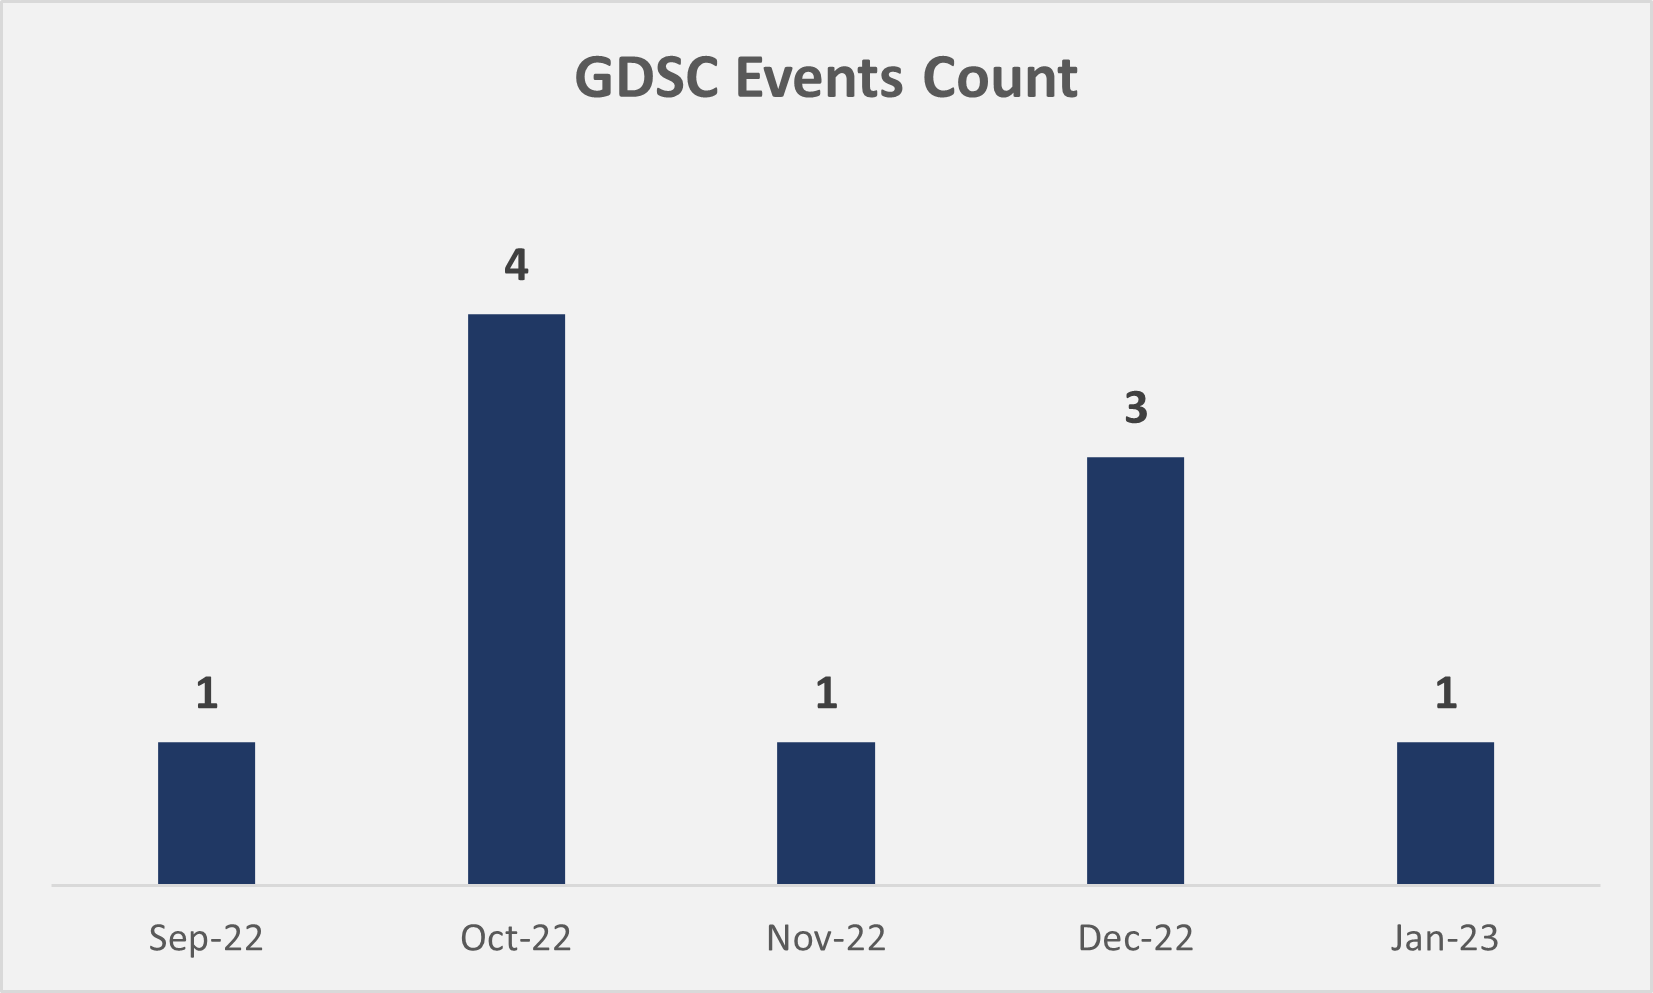 GDSC Events Count
4
3
1
1
1
Sep-22
Oct-22
Nov-22
Dec-22
Jan-23